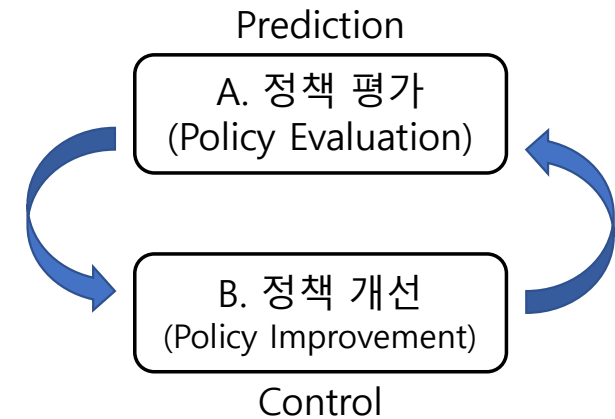 Prediction
A. 정책 평가
(Policy Evaluation)
B. 정책 개선
(Policy Improvement)
Control